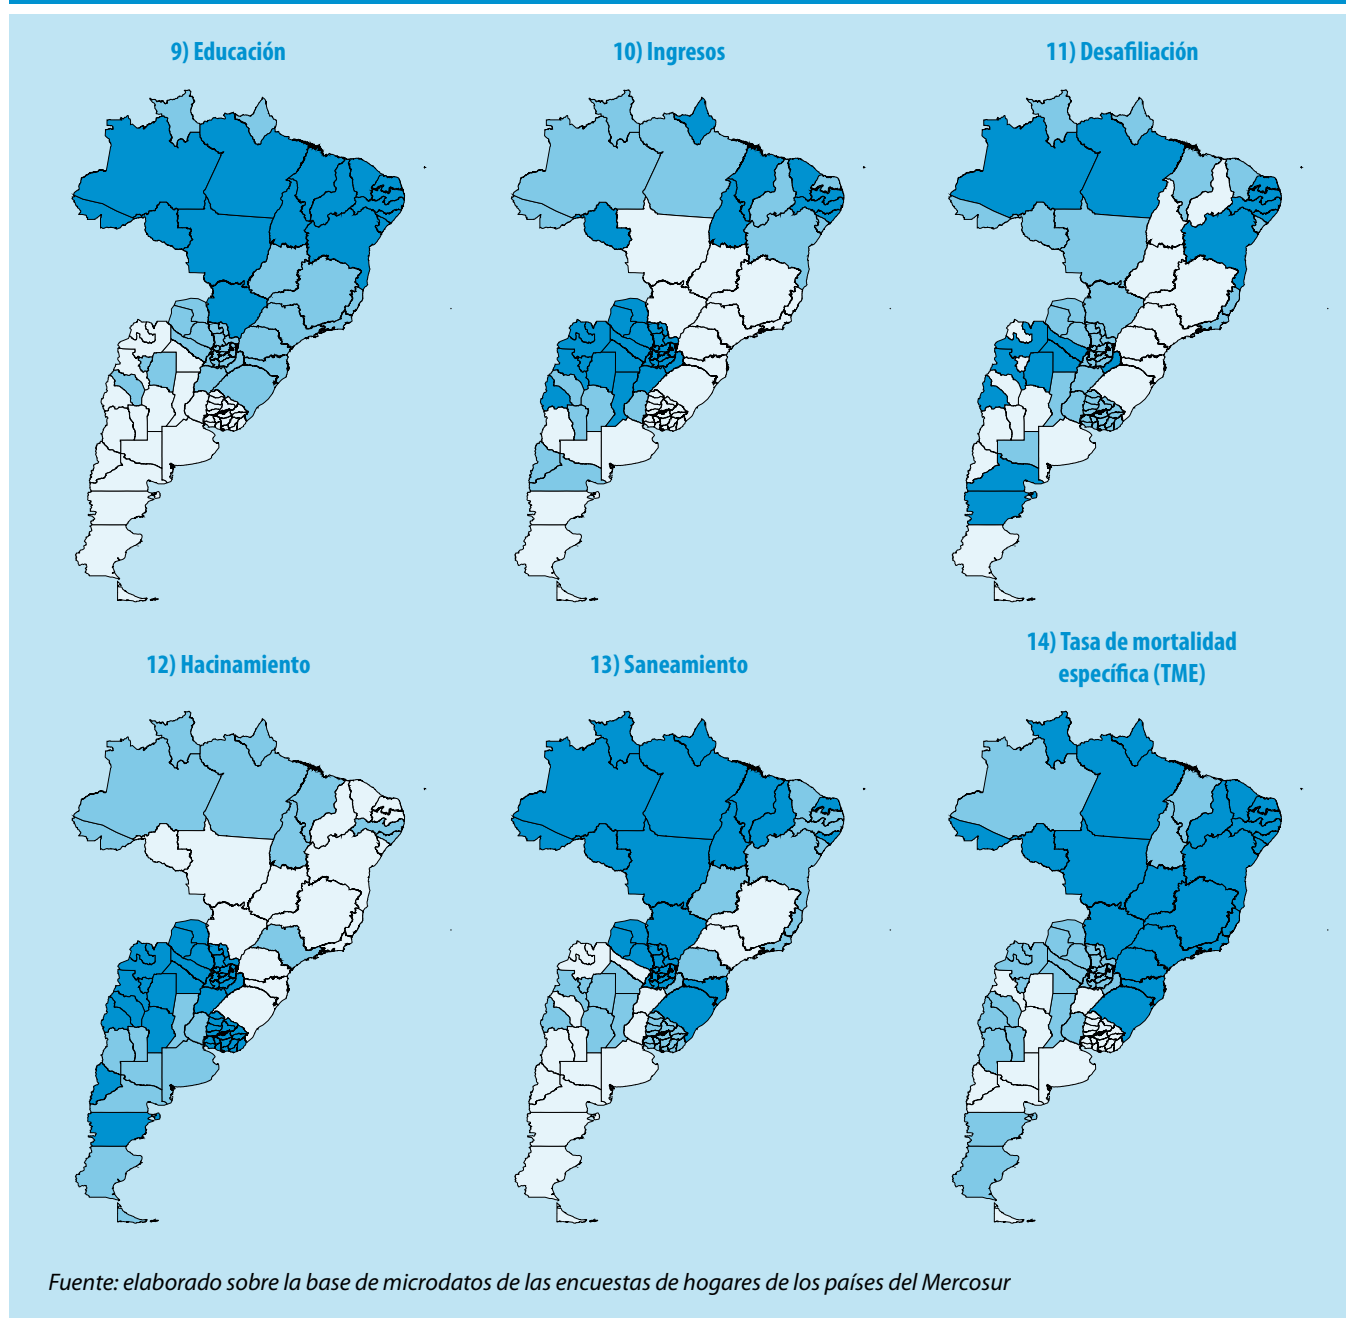 9) Educación
10) Ingresos
11) Desafiliación
12) Hacinamiento
13) Saneamiento
14) Tasa de mortalidad
específica (TME)
Fuente: elaborado sobre la base de microdatos de las encuestas de hogares de los países del Mercosur